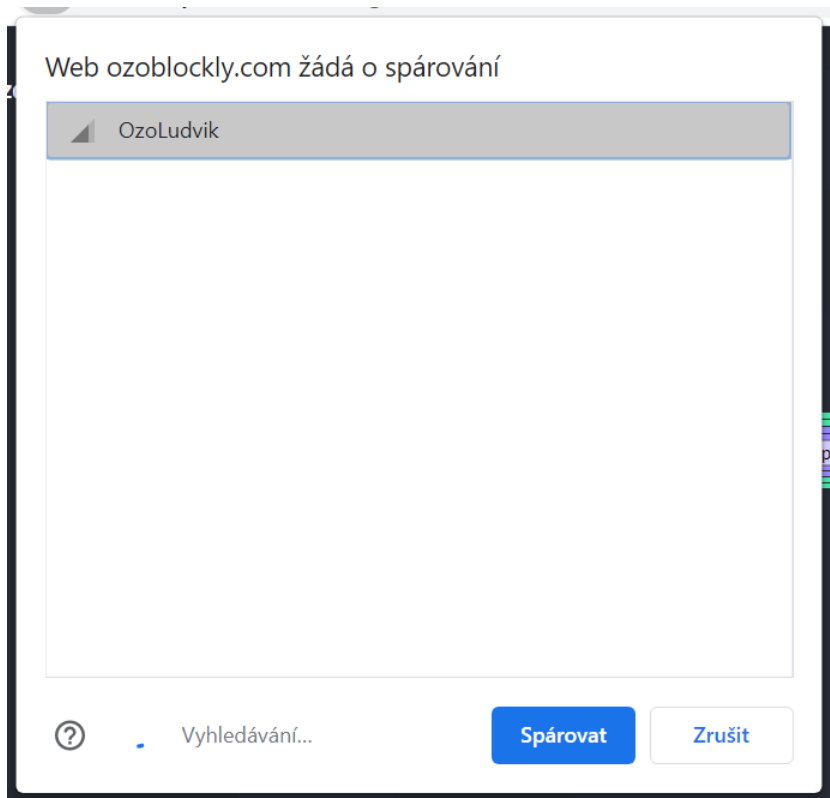 Web ozoblockly.com žádá o spárování
OzoLudvik
Vyhledávání...
Spárovat
Zrušit